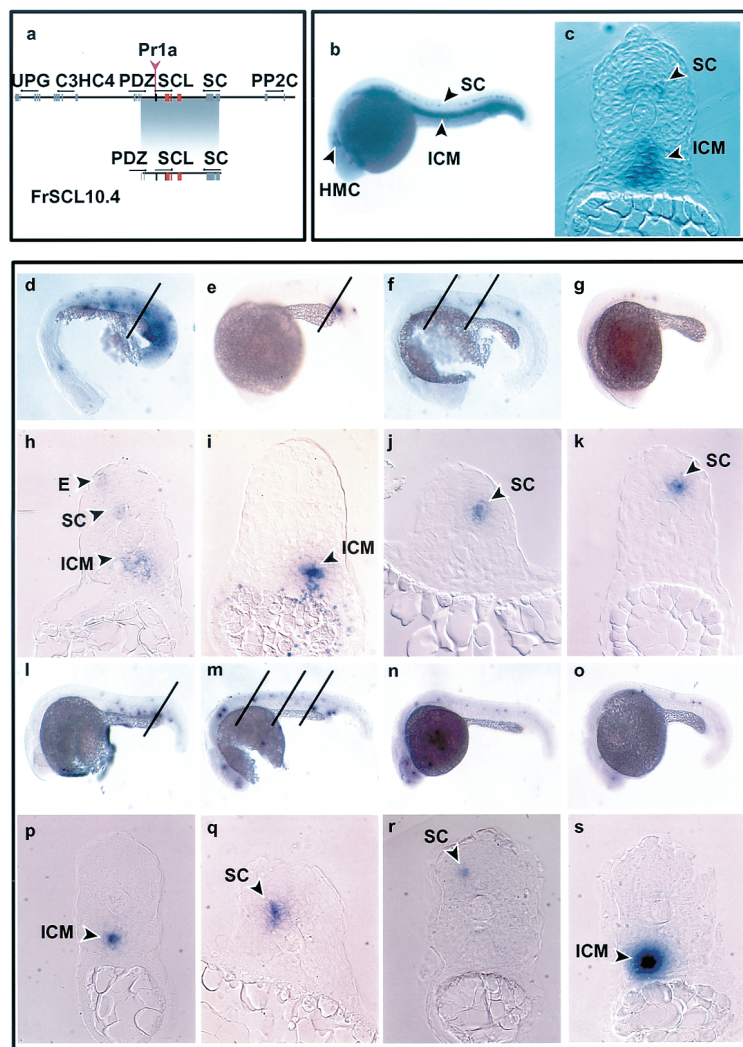 a
Pr1a
UPG C3HC4 PDZ SCL SC PP2C
PDZ SCL SC
FrSCL10.4
b
SC
ICM
HMC
c
SC
ICM
d
e
f
g
h
E
SC
ICM
i
ICM
j
SC
k
SC
l
m
n
o
p
ICM
q
SC
r
SC
s
ICM